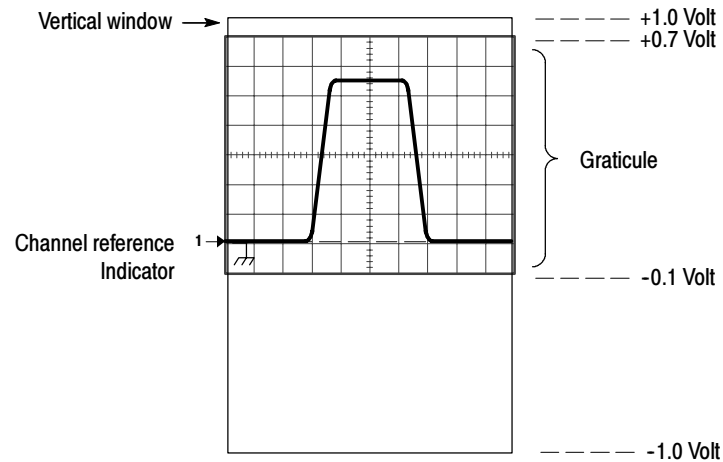 Vertical window
+1.0 Volt
+0.7 Volt
Graticule
1
Channel reference
Indicator
-0.1 Volt
-1.0 Volt